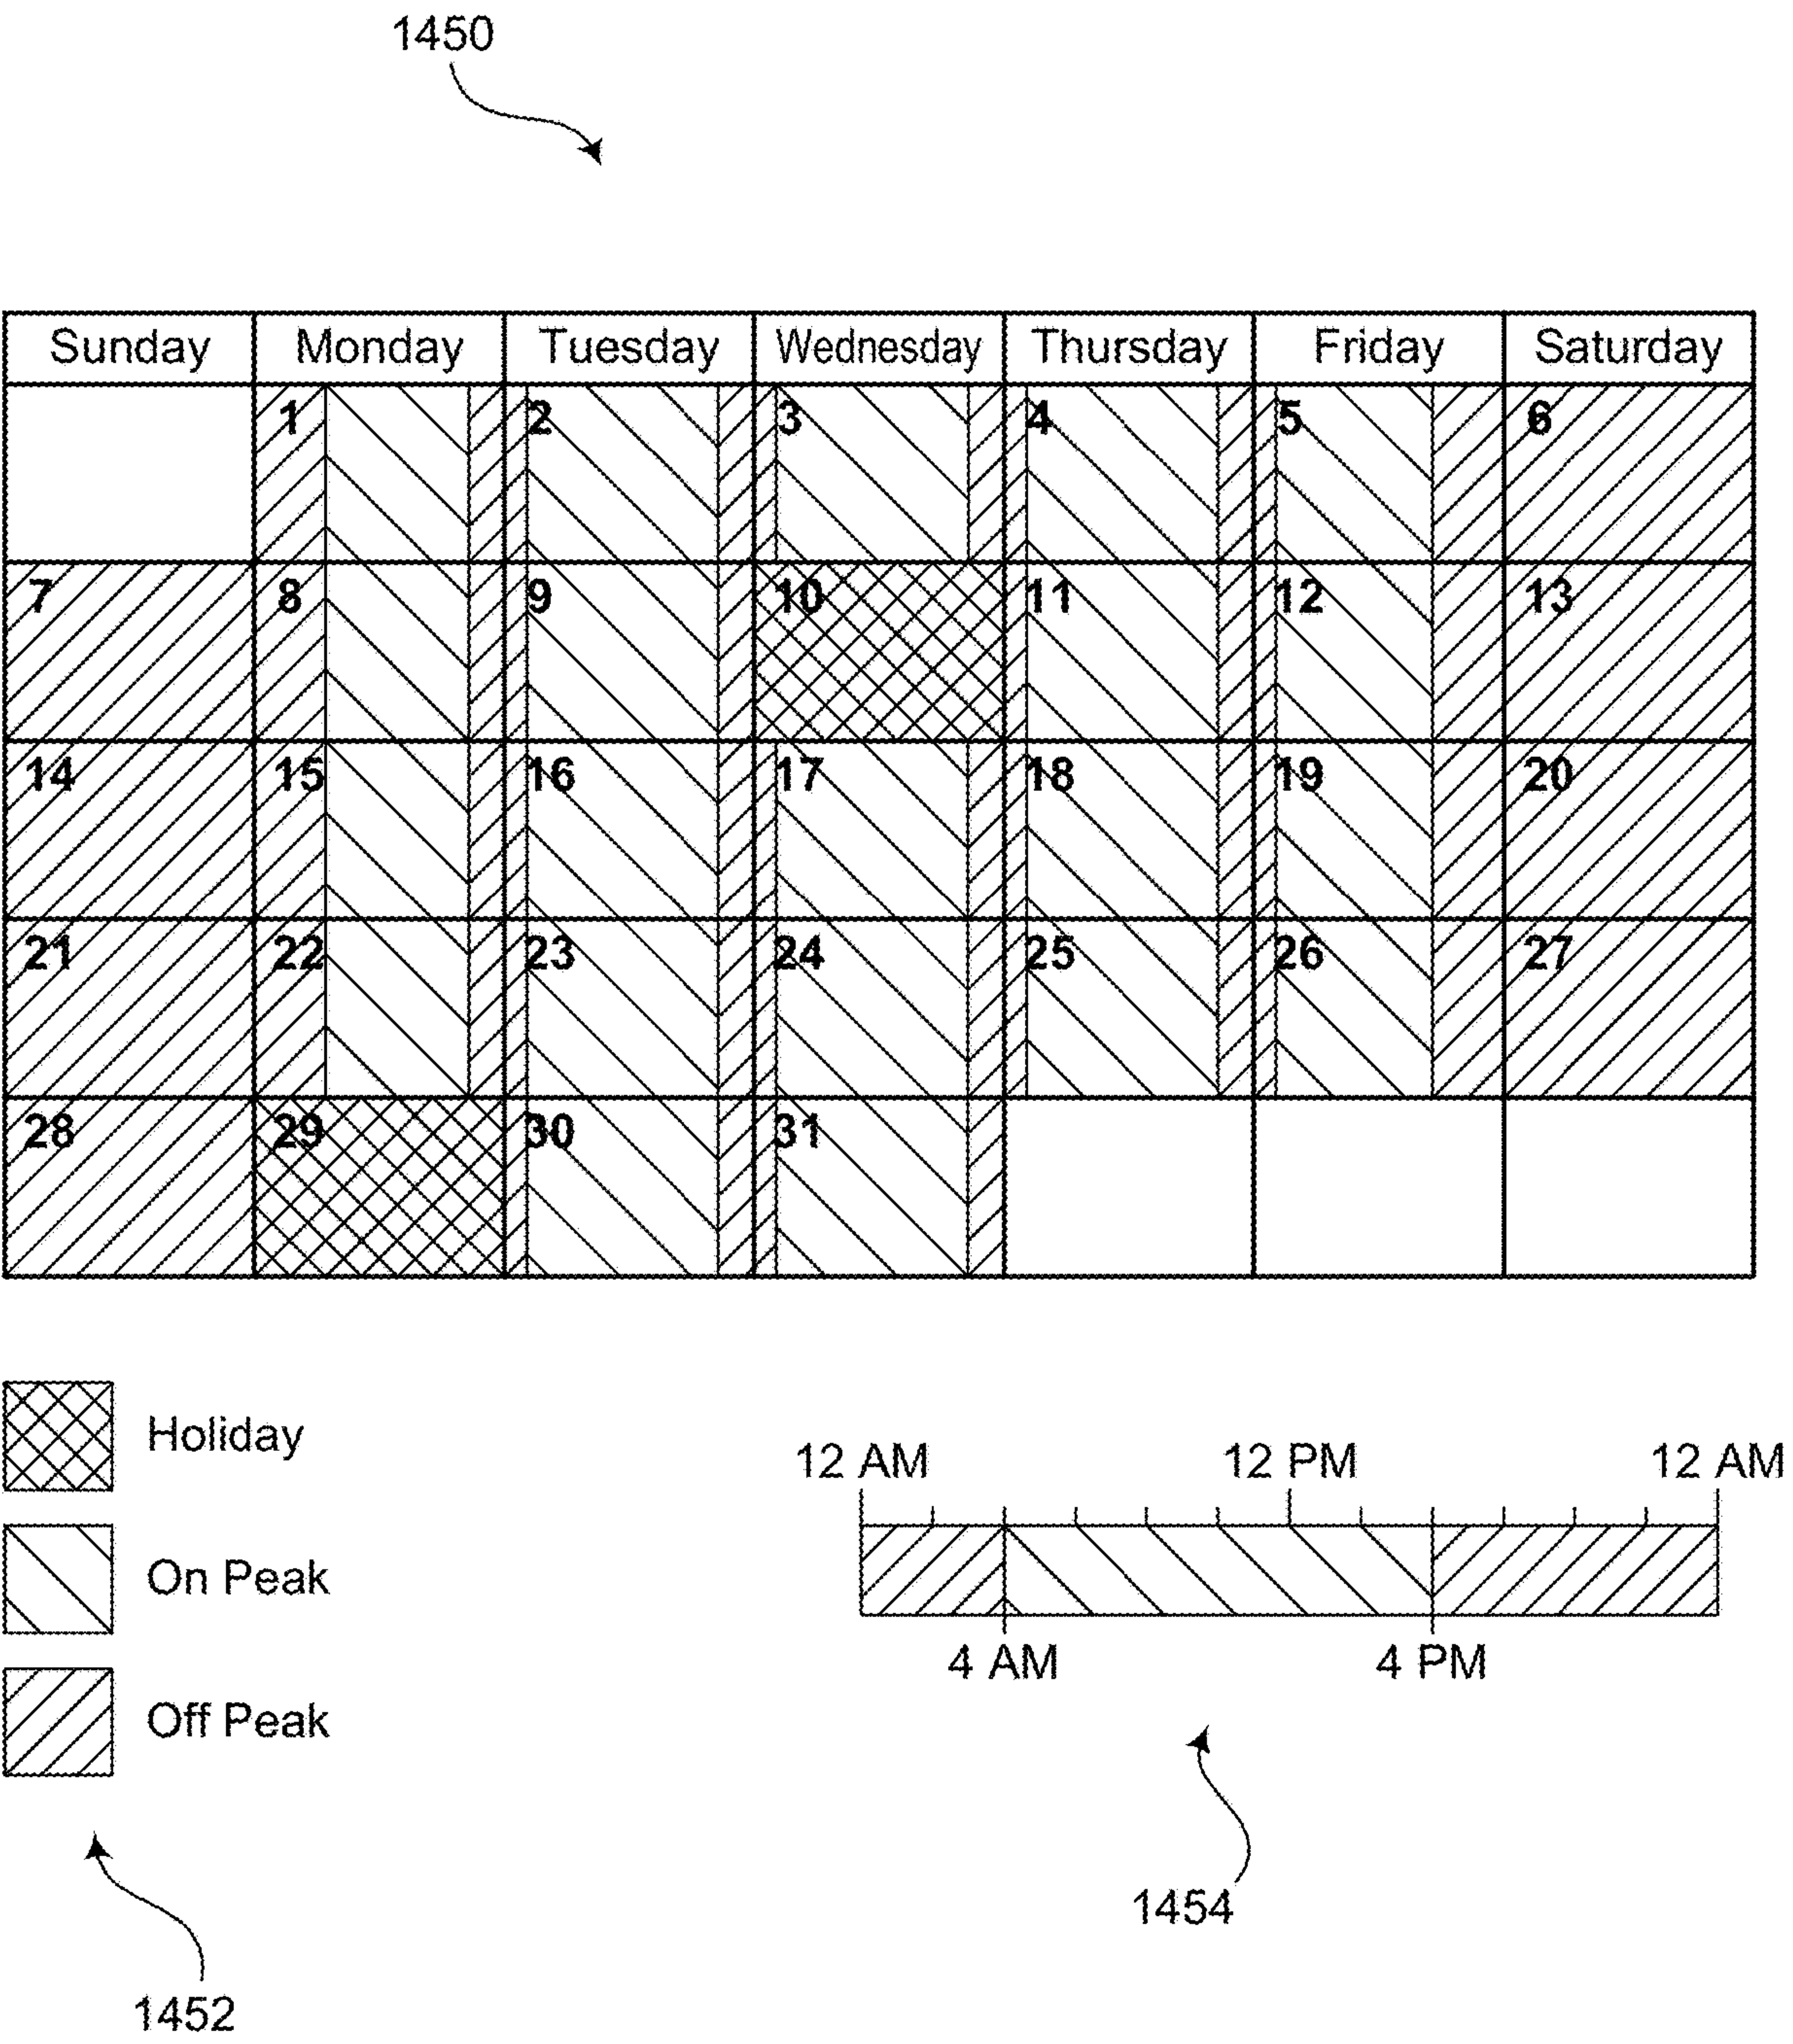 1450
Sunday Monday Tuesday Wednesday Thursday Friday Saturday
1 2 3 4 5 6
7 8 9 10 11 12 13
14 15 16 17 18 19 20
21 22 23 24 25 26 27
28 29 30 31
Holiday
On Peak
Off Peak
1452
12 AM 12 PM 12 AM
4 AM 4 PM
1454